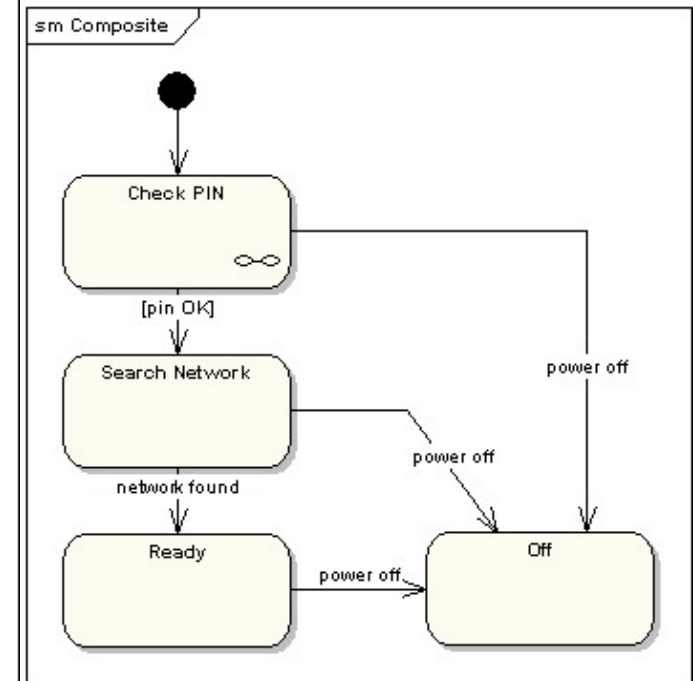 sm Composite
Check PIN
[pin OK]
Search Network
power off
power off
network found
Ready
Off
power off